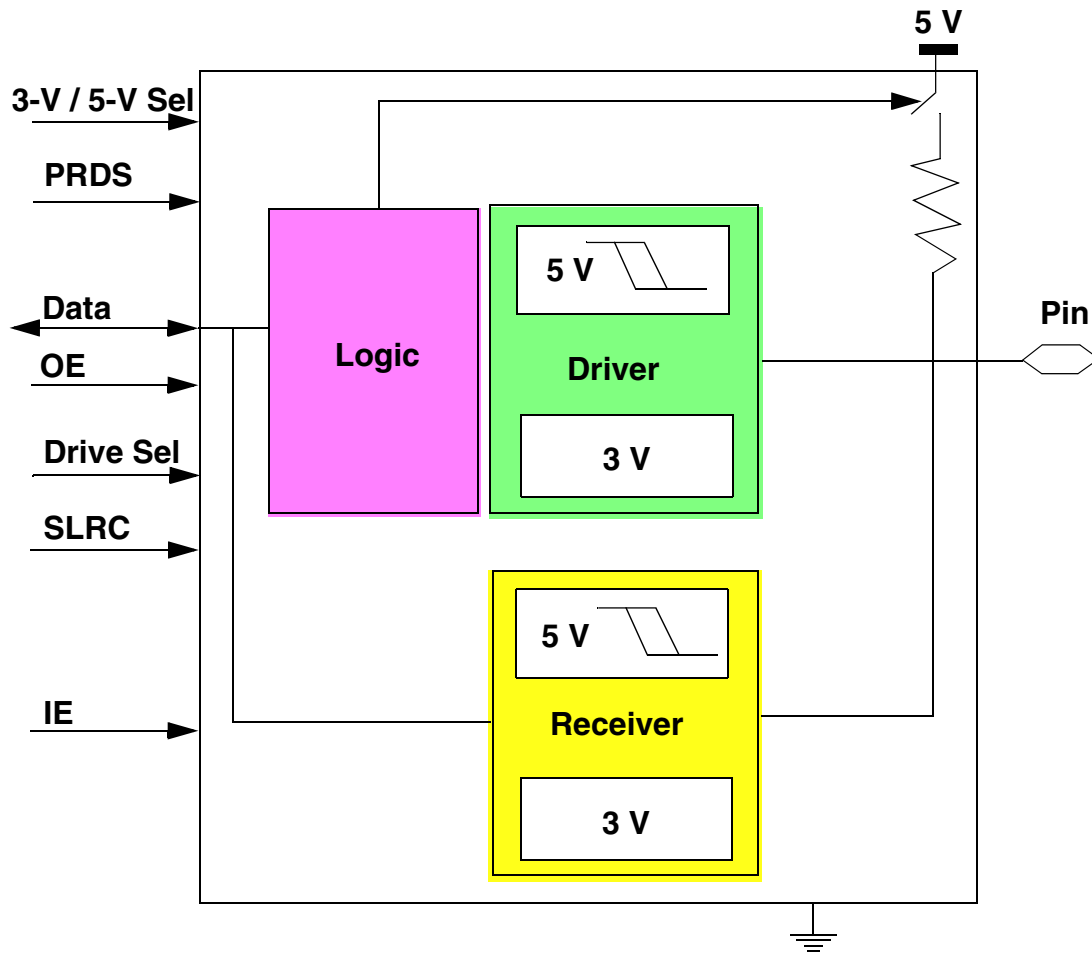 5 V
3-V / 5-V Sel
PRDS
Data
OE
Drive Sel
SLRC
IE
Logic
5 V
Driver
3 V
5 V
Receiver
3 V
Pin